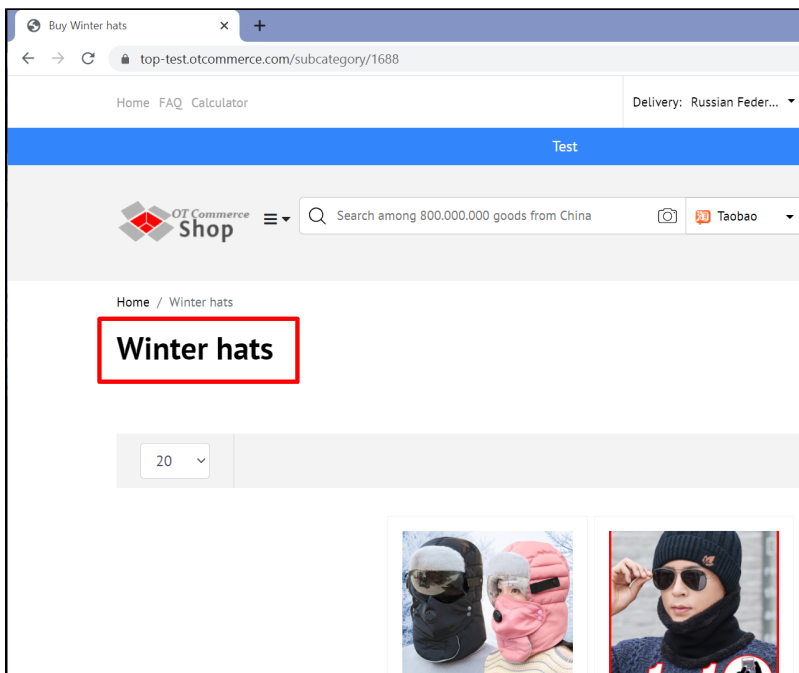 Buy Winter hats
top-test.otcommerce.com/subcategory/1688
Home FAQ Calculator
Delivery: Russian Feder...
Test
OT Commerce
Shop
Search among 800.000.000 goods from China
淘 Taobao
Home / Winter hats
Winter hats
20